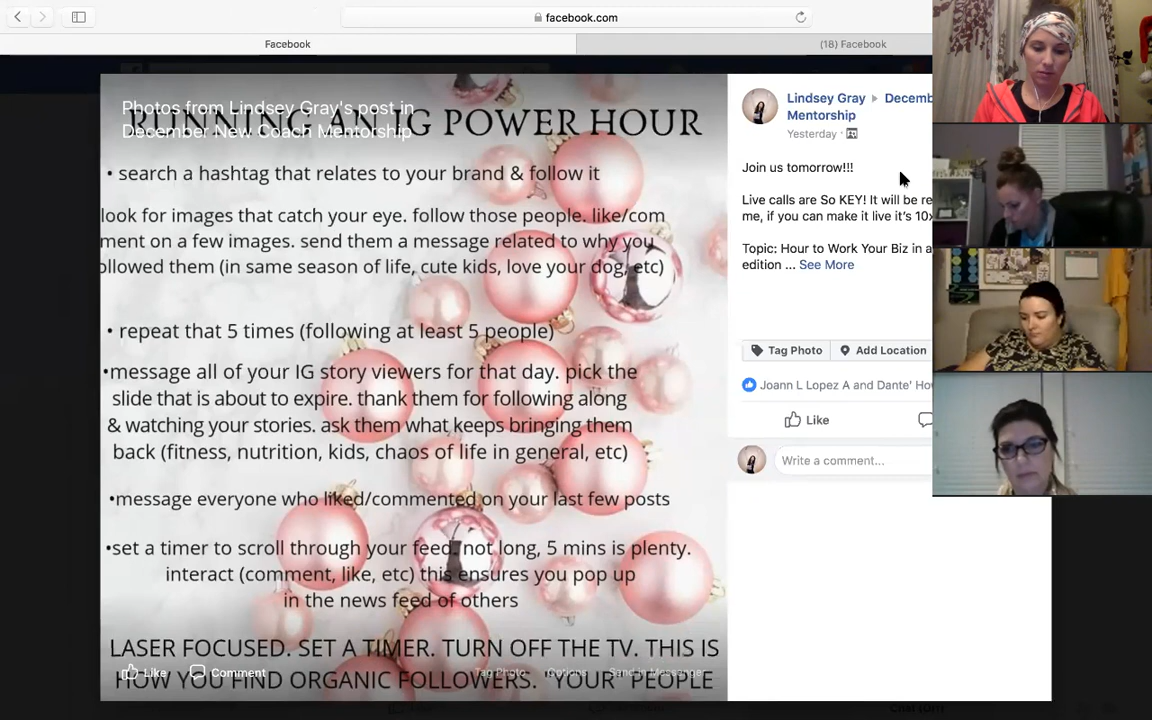 facebook.com
Facebook
(18) Facebook
Photos from Lindsey Gray's post in
December New Coach Mentorship
RUNNING AN IG POWER HOUR
• search a hashtag that relates to your brand & follow it
look for images that catch your eye. follow those people. like/com
ment on a few images. send them a message related to why you
ollowed them (in same season of life, cute kids, love your dog, etc)
• repeat that 5 times (following at least 5 people)
•message all of your IG story viewers for that day. pick the
slide that is about to expire. thank them for following along
& watching your stories. ask them what keeps bringing them
back (fitness, nutrition, kids, chaos of life in general, etc)
•message everyone who liked/commented on your last few posts
•set a timer to scroll through your feed. not long, 5 mins is plenty.
interact (comment, like, etc) this ensures you pop up
in the news feed of others
LASER FOCUSED. SET A TIMER. TURN OFF THE TV. THIS IS
HOW YOU FIND ORGANIC FOLLOWERS. "YOUR" PEOPLE
Like Comment Tag Photo Options Send in Messenger
Lindsey Gray ▸ Decemb
Mentorship
Yesterday ·
Join us tomorrow!!!
Live calls are So KEY! It will be re
me, if you can make it live it's 10x
Topic: Hour to Work Your Biz in a
edition ... See More
Tag Photo Add Location
Joann L Lopez A and Dante' Ho
Like
Write a comment...